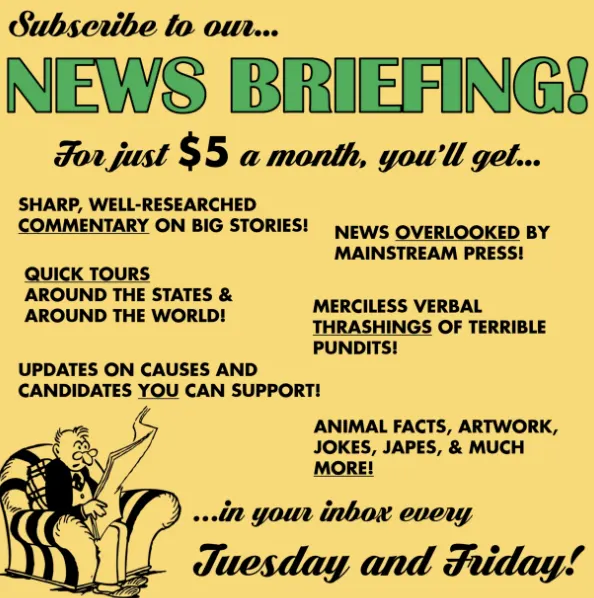 Subscribe to our...
NEWS BRIEFING!
For just $5 a month, you'll get...
SHARP, WELL-RESEARCHED
COMMENTARY ON BIG STORIES!
NEWS OVERLOOKED BY
MAINSTREAM PRESS!
QUICK TOURS
AROUND THE STATES &
AROUND THE WORLD!
MERCILESS VERBAL
THRASHINGS OF TERRIBLE
PUNDITS!
UPDATES ON CAUSES AND
CANDIDATES YOU CAN SUPPORT!
ANIMAL FACTS, ARTWORK,
JOKES, JAPES, & MUCH
MORE!
...in your inbox every
Tuesday and Friday!